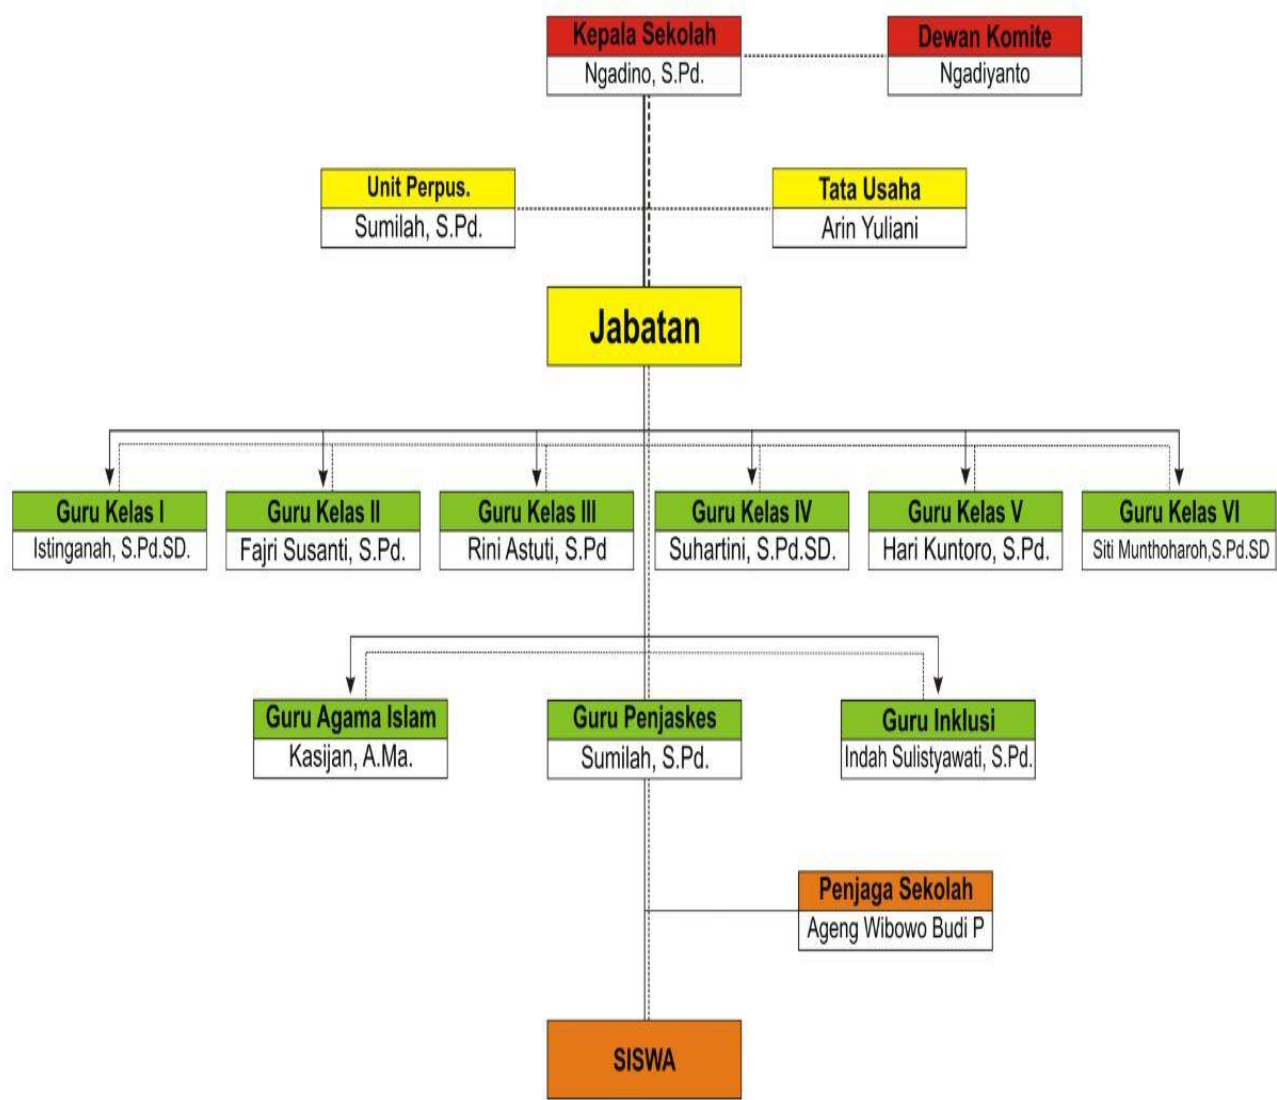 Kepala Sekolah
Ngadino, S.Pd.
Dewan Komite
Ngadiyanto
Unit Perpus.
Sumilah, S.Pd.
Tata Usaha
Arin Yuliani
Jabatan
Guru Kelas I
Istinganah, S.Pd.SD.
Guru Kelas II
Fajri Susanti, S.Pd.
Guru Kelas III
Rini Astuti, S.Pd
Guru Kelas IV
Suhartini, S.Pd.SD.
Guru Kelas V
Hari Kuntoro, S.Pd.
Guru Kelas VI
Siti Munthoharoh,S.Pd.SD
Guru Agama Islam
Kasijan, A.Ma.
Guru Penjaskes
Sumilah, S.Pd.
Guru Inklusi
Indah Sulistyawati, S.Pd.
Penjaga Sekolah
Ageng Wibowo Budi P
SISWA